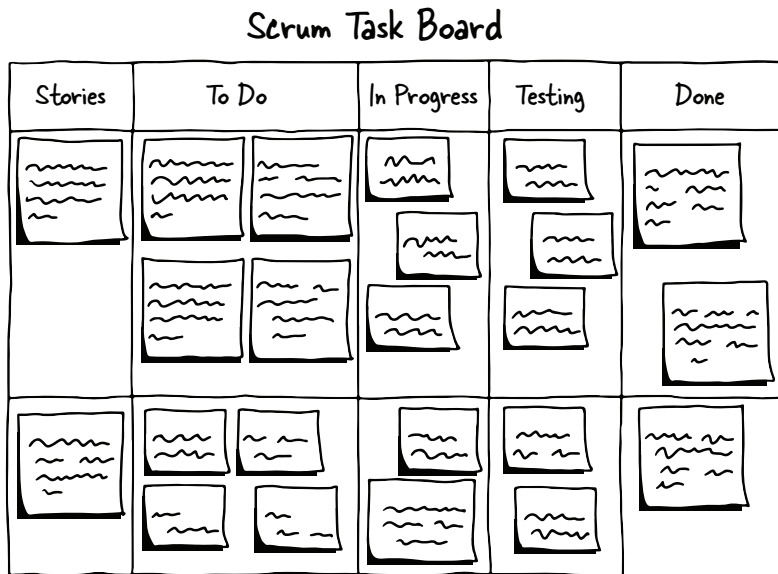 Scrum Task Board
Stories
To Do
In Progress
Testing
Done